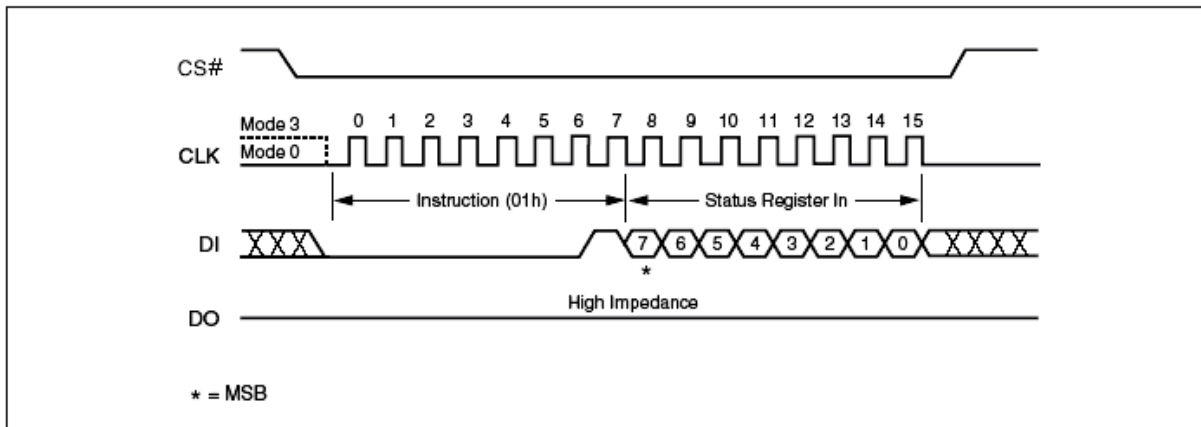 CS#
Mode 3
0 1 2 3 4 5 6 7 8 9 10 11 12 13 14 15
CLK
Mode 0
Instruction (01h)
Status Register In
DI
7 6 5 4 3 2 1 0
*
High Impedance
DO
* = MSB